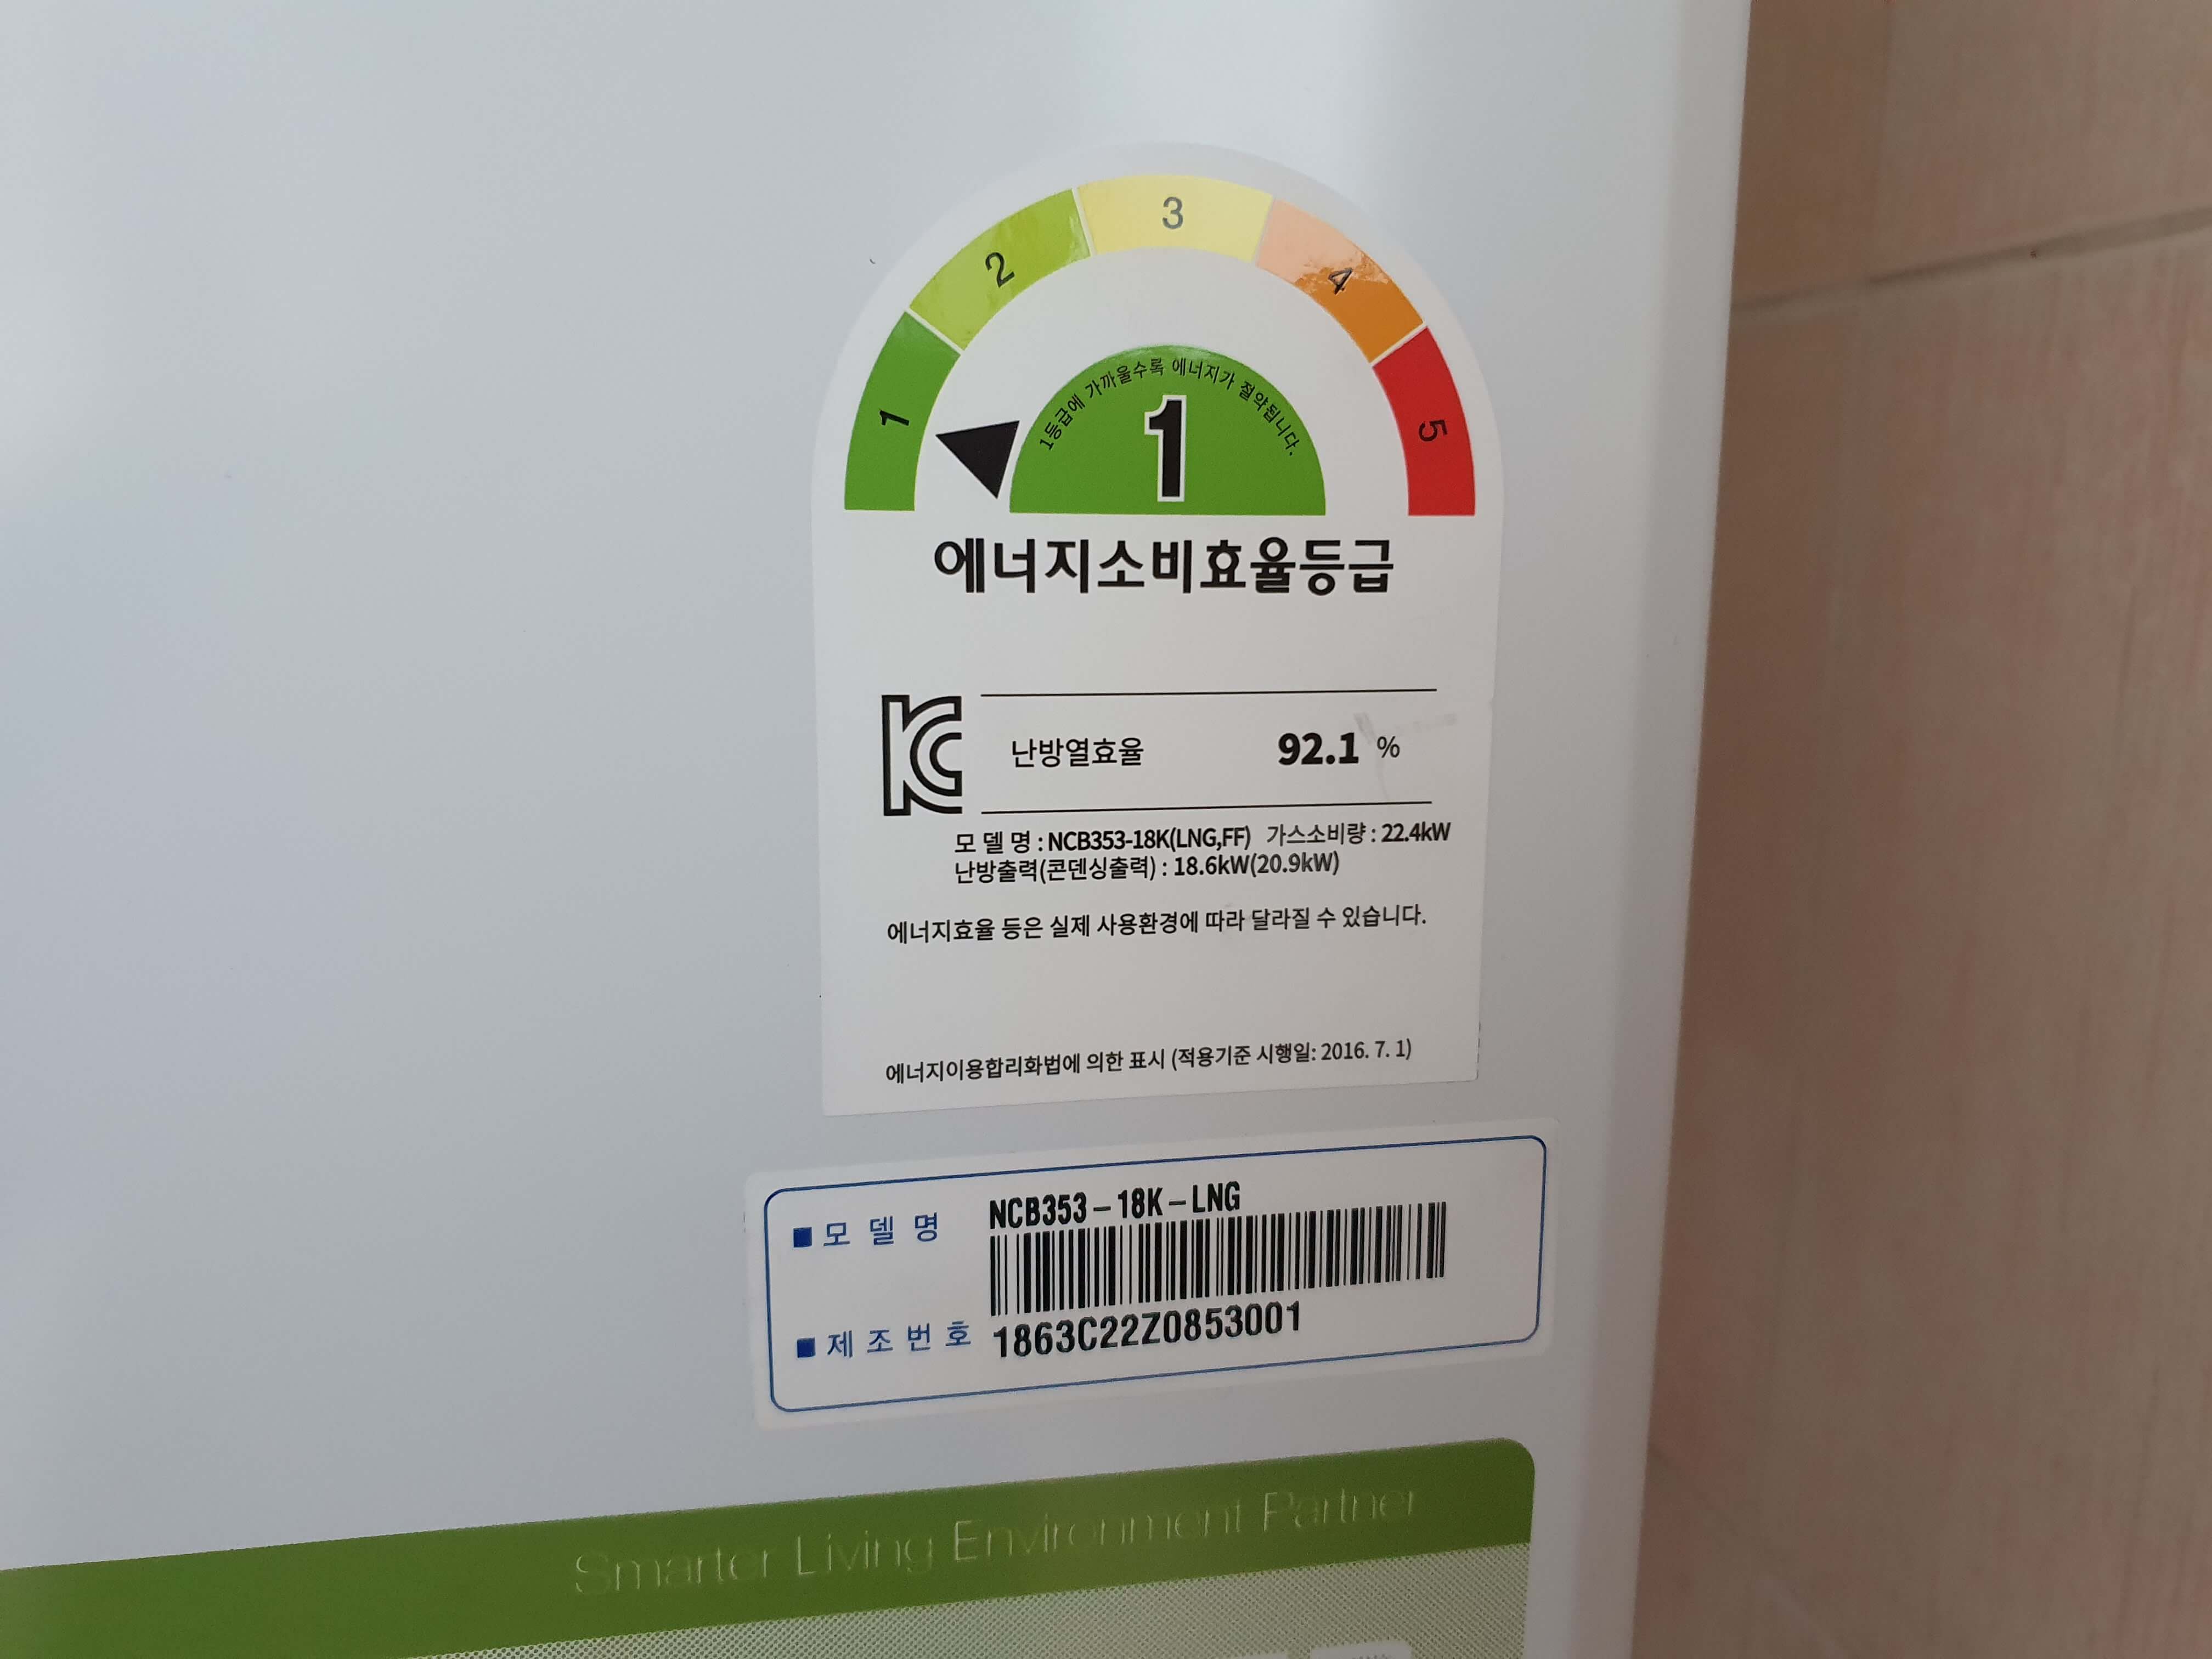 1 2 3 4 5
1등급에 가까울수록 에너지가 절약됩니다.
1
에너지소비효율등급
KC 난방열효율 92.1 %
모 델 명 : NCB353-18K(LNG,FF) 가스소비량 : 22.4kW
난방출력(콘덴싱출력) : 18.6kW(20.9kW)
에너지효율 등은 실제 사용환경에 따라 달라질 수 있습니다.
에너지이용합리화법에 의한 표시 (적용기준 시행일: 2016. 7. 1)
■ 모 델 명 NCB353-18K-LNG
■ 제 조 번 호 1863C22Z0853001
Smarter Living Environment Partner